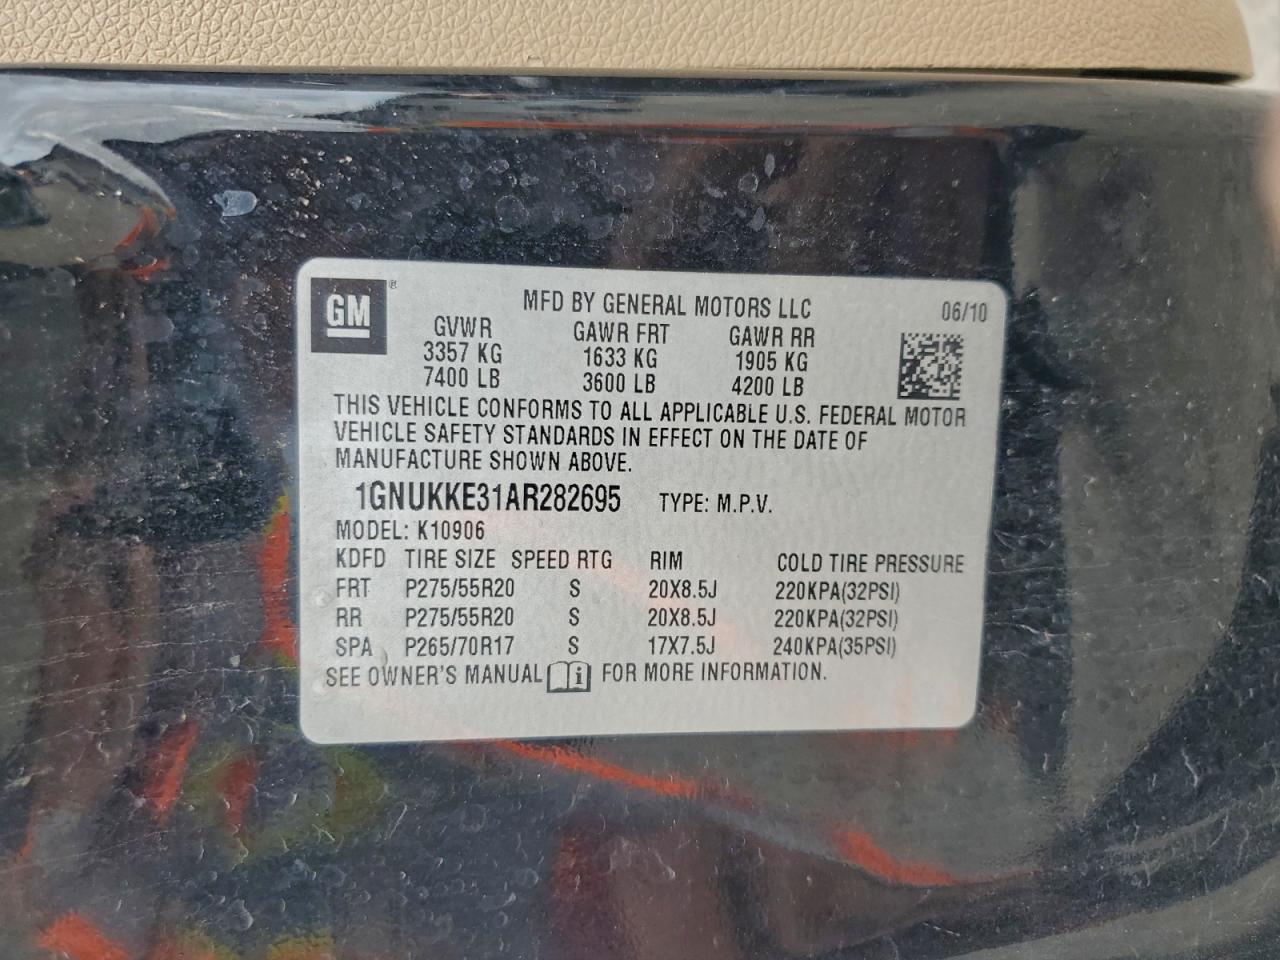 GM ®
MFD BY GENERAL MOTORS LLC 06/10
GVWR GAWR FRT GAWR RR
3357 KG 1633 KG 1905 KG
7400 LB 3600 LB 4200 LB
THIS VEHICLE CONFORMS TO ALL APPLICABLE U.S. FEDERAL MOTOR
VEHICLE SAFETY STANDARDS IN EFFECT ON THE DATE OF
MANUFACTURE SHOWN ABOVE.
1GNUKKE31AR282695 TYPE: M.P.V.
MODEL: K10906
KDFD TIRE SIZE SPEED RTG RIM COLD TIRE PRESSURE
FRT P275/55R20 S 20X8.5J 220KPA(32PSI)
RR P275/55R20 S 20X8.5J 220KPA(32PSI)
SPA P265/70R17 S 17X7.5J 240KPA(35PSI)
SEE OWNER'S MANUAL i FOR MORE INFORMATION.